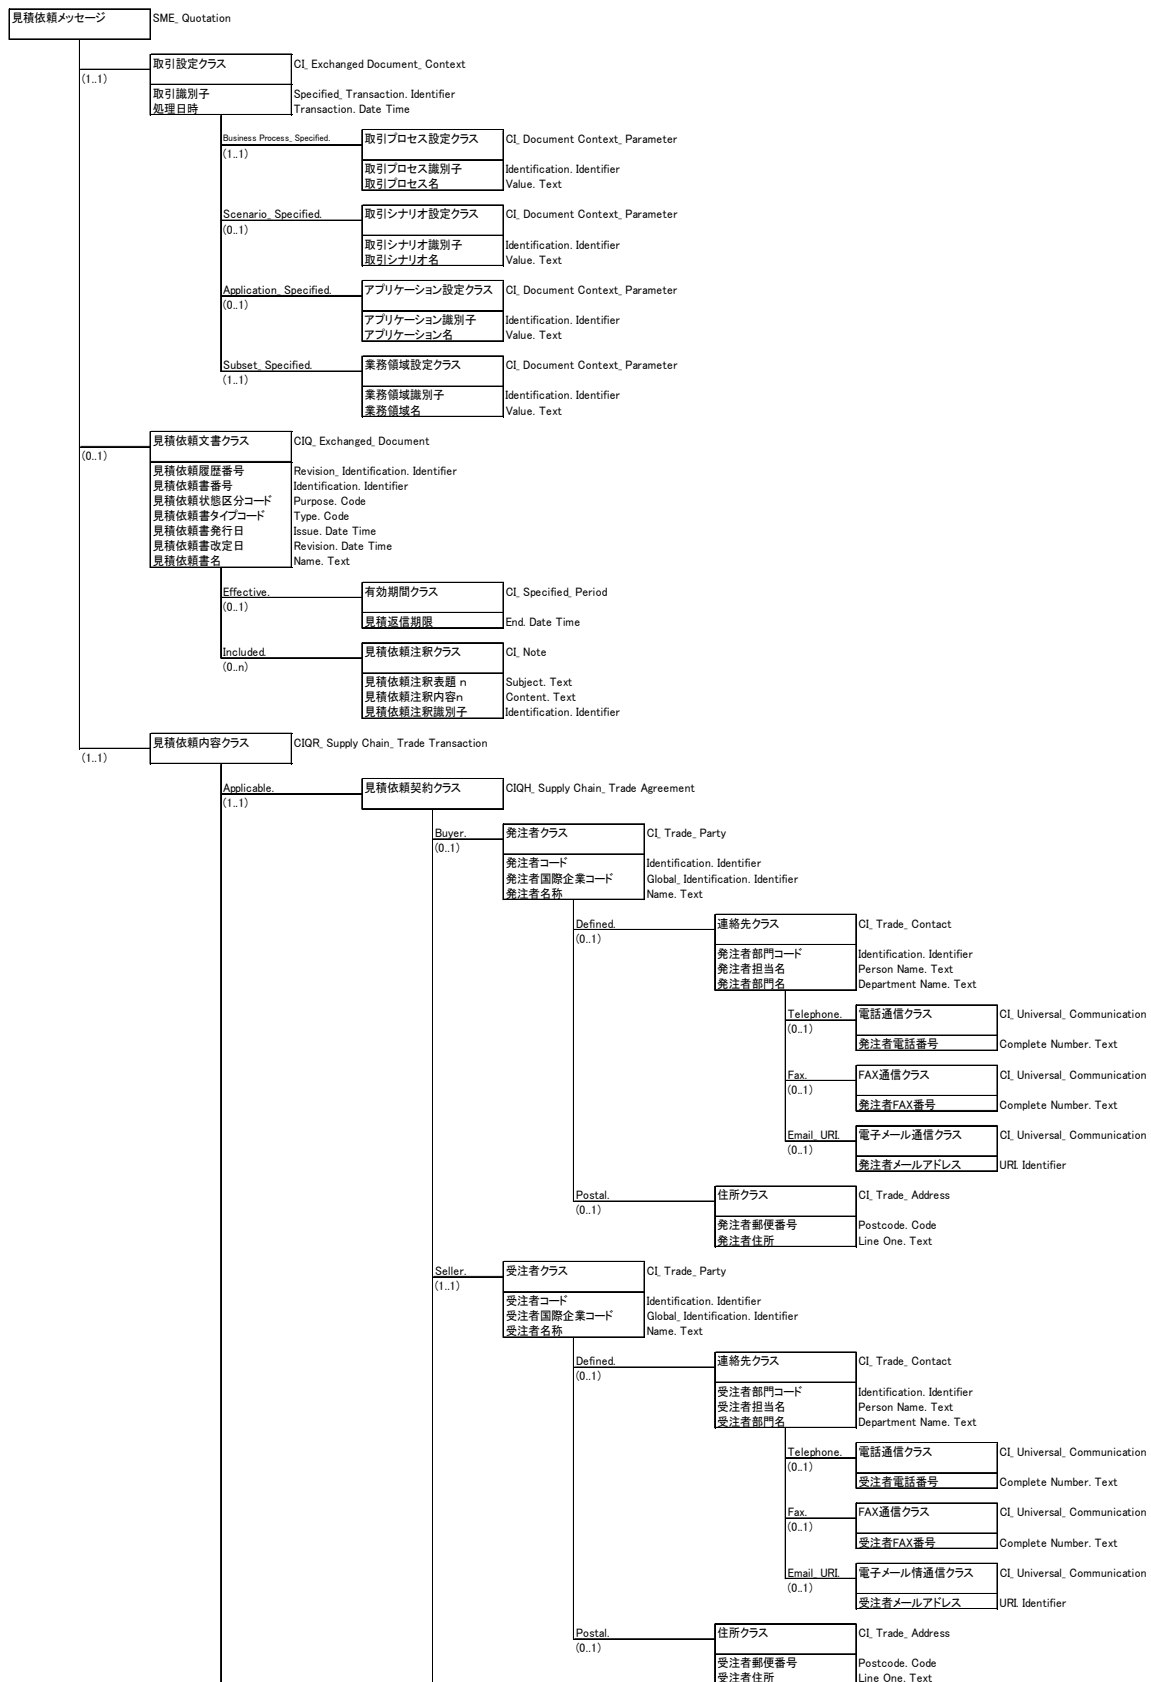 見積依頼メッセージ SME_ Quotation
取引設定クラス CI_ Exchanged Document_ Context
(1..1)
取引識別子 Specified_ Transaction. Identifier
処理日時 Transaction. Date Time
Business Process_ Specified. 取引プロセス設定クラス CI_ Document Context_ Parameter
(1..1)
取引プロセス識別子 Identification. Identifier
取引プロセス名 Value. Text
Scenario_ Specified. 取引シナリオ設定クラス CI_ Document Context_ Parameter
(0..1)
取引シナリオ識別子 Identification. Identifier
取引シナリオ名 Value. Text
Application_ Specified. アプリケーション設定クラス CI_ Document Context_ Parameter
(0..1)
アプリケーション識別子 Identification. Identifier
アプリケーション名 Value. Text
Subset_ Specified. 業務領域設定クラス CI_ Document Context_ Parameter
(1..1)
業務領域識別子 Identification. Identifier
業務領域名 Value. Text
見積依頼文書クラス CIQ_ Exchanged_ Document
(0..1)
見積依頼履歴番号 Revision_ Identification. Identifier
見積依頼書番号 Identification. Identifier
見積依頼状態区分コード Purpose. Code
見積依頼書タイプコード Type. Code
見積依頼書発行日 Issue. Date Time
見積依頼書改定日 Revision. Date Time
見積依頼書名 Name. Text
Effective. 有効期間クラス CI_ Specified_ Period
(0..1)
見積返信期限 End. Date Time
Included. 見積依頼注釈クラス CI_ Note
(0..n)
見積依頼注釈表題 n Subject. Text
見積依頼注釈内容n Content. Text
見積依頼注釈識別子 Identification. Identifier
見積依頼内容クラス CIQR_ Supply Chain_ Trade Transaction
(1..1)
Applicable. 見積依頼契約クラス CIQH_ Supply Chain_ Trade Agreement
(1..1)
Buyer. 発注者クラス CI_ Trade_ Party
(0..1)
発注者コード Identification. Identifier
発注者国際企業コード Global_ Identification. Identifier
発注者名称 Name. Text
Defined. 連絡先クラス CI_ Trade_ Contact
(0..1)
発注者部門コード Identification. Identifier
発注者担当名 Person Name. Text
発注者部門名 Department Name. Text
Telephone. 電話通信クラス CI_ Universal_ Communication
(0..1)
発注者電話番号 Complete Number. Text
Fax. FAX通信クラス CI_ Universal_ Communication
(0..1)
発注者FAX番号 Complete Number. Text
Email_ URI. 電子メール通信クラス CI_ Universal_ Communication
(0..1)
発注者メールアドレス URI. Identifier
Postal. 住所クラス CI_ Trade_ Address
(0..1)
発注者郵便番号 Postcode. Code
発注者住所 Line One. Text
Seller. 受注者クラス CI_ Trade_ Party
(1..1)
受注者コード Identification. Identifier
受注者国際企業コード Global_ Identification. Identifier
受注者名称 Name. Text
Defined. 連絡先クラス CI_ Trade_ Contact
(0..1)
受注者部門コード Identification. Identifier
受注者担当名 Person Name. Text
受注者部門名 Department Name. Text
Telephone. 電話通信クラス CI_ Universal_ Communication
(0..1)
受注者電話番号 Complete Number. Text
Fax. FAX通信クラス CI_ Universal_ Communication
(0..1)
受注者FAX番号 Complete Number. Text
Email_ URI. 電子メール情通信クラス CI_ Universal_ Communication
(0..1)
受注者メールアドレス URI. Identifier
Postal. 住所クラス CI_ Trade_ Address
(0..1)
受注者郵便番号 Postcode. Code
受注者住所 Line One. Text